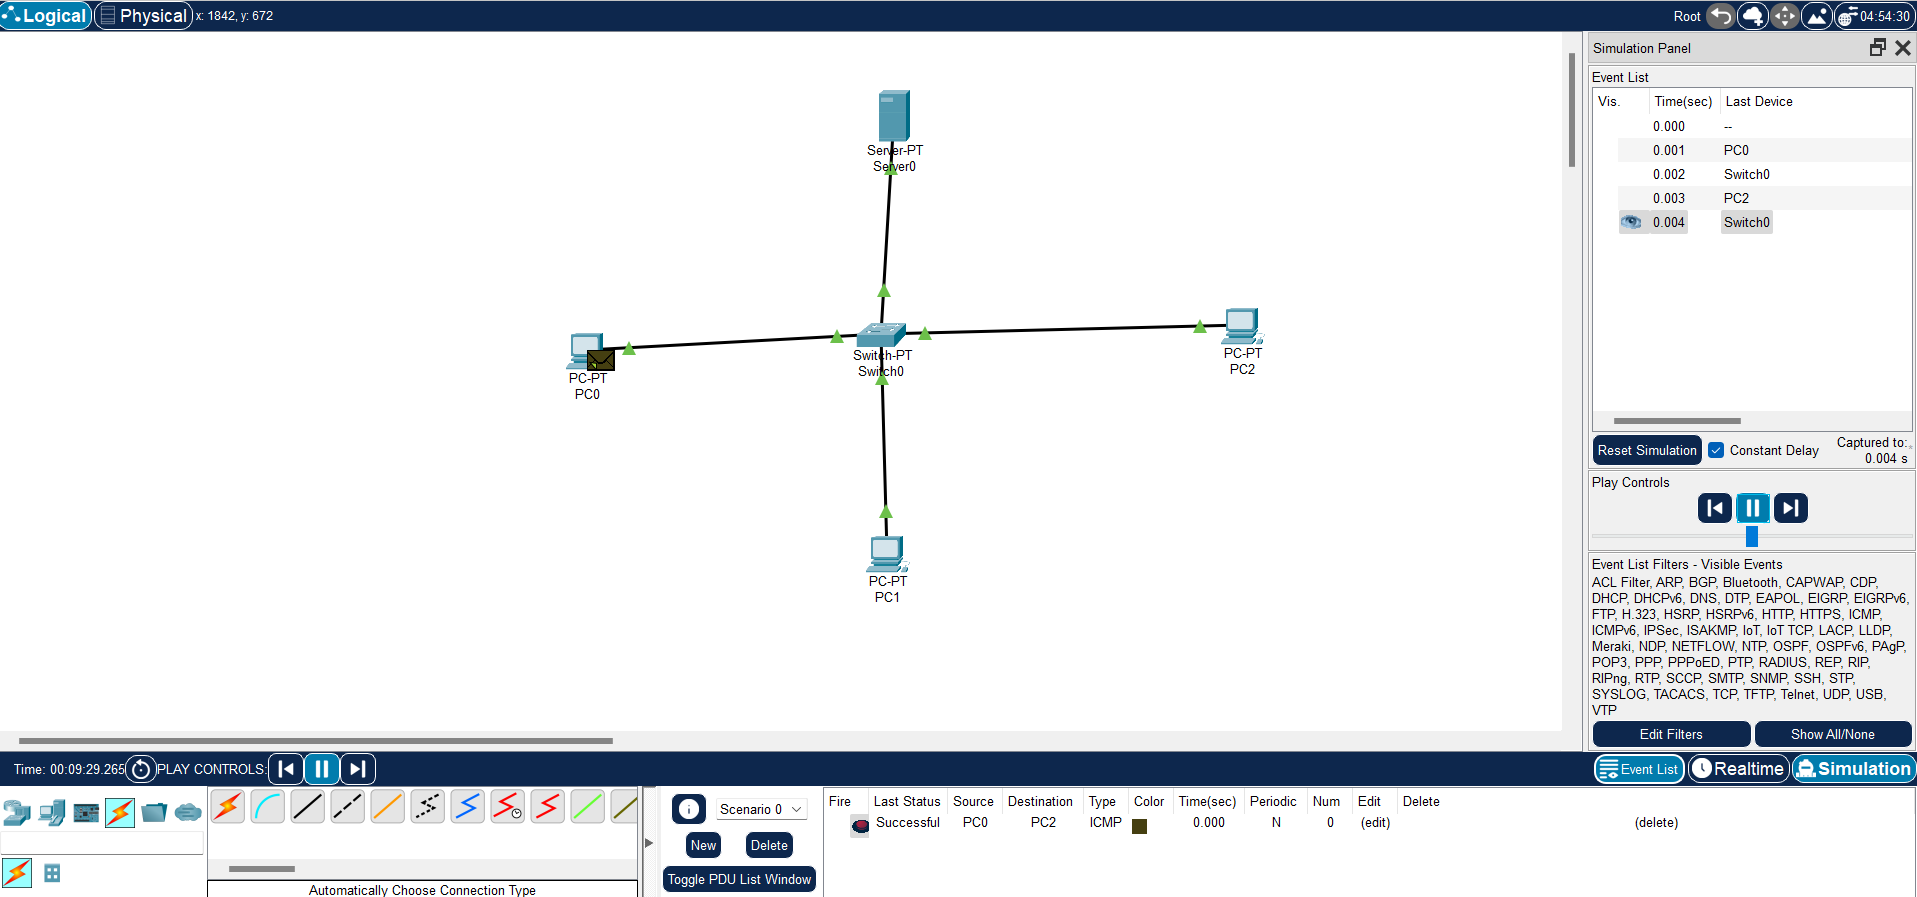 Logical Physical x: 1842, y: 672 Root 04:54:30
Simulation Panel
Event List
Vis. Time(sec) Last Device
0.000 --
0.001 PC0
0.002 Switch0
0.003 PC2
0.004 Switch0
Server-PT
Server0
Switch-PT
Switch0
PC-PT
PC2
PC-PT
PC0
PC-PT
PC1
Reset Simulation Constant Delay Captured to:
0.004 s
Play Controls
Event List Filters - Visible Events
ACL Filter, ARP, BGP, Bluetooth, CAPWAP, CDP,
DHCP, DHCPv6, DNS, DTP, EAPOL, EIGRP, EIGRPv6,
FTP, H.323, HSRP, HSRPv6, HTTP, HTTPS, ICMP,
ICMPv6, IPSec, ISAKMP, IoT, IoT TCP, LACP, LLDP,
Meraki, NDP, NETFLOW, NTP, OSPF, OSPFv6, PAgP,
POP3, PPP, PPPoED, PTP, RADIUS, REP, RIP,
RIPng, RTP, SCCP, SMTP, SNMP, SSH, STP,
SYSLOG, TACACS, TCP, TFTP, Telnet, UDP, USB,
VTP
Edit Filters Show All/None
Time: 00:09:29.265 PLAY CONTROLS: Event List Realtime Simulation
Scenario 0
New Delete
Toggle PDU List Window
Automatically Choose Connection Type
Fire Last Status Source Destination Type Color Time(sec) Periodic Num Edit Delete
Successful PC0 PC2 ICMP 0.000 N 0 (edit) (delete)